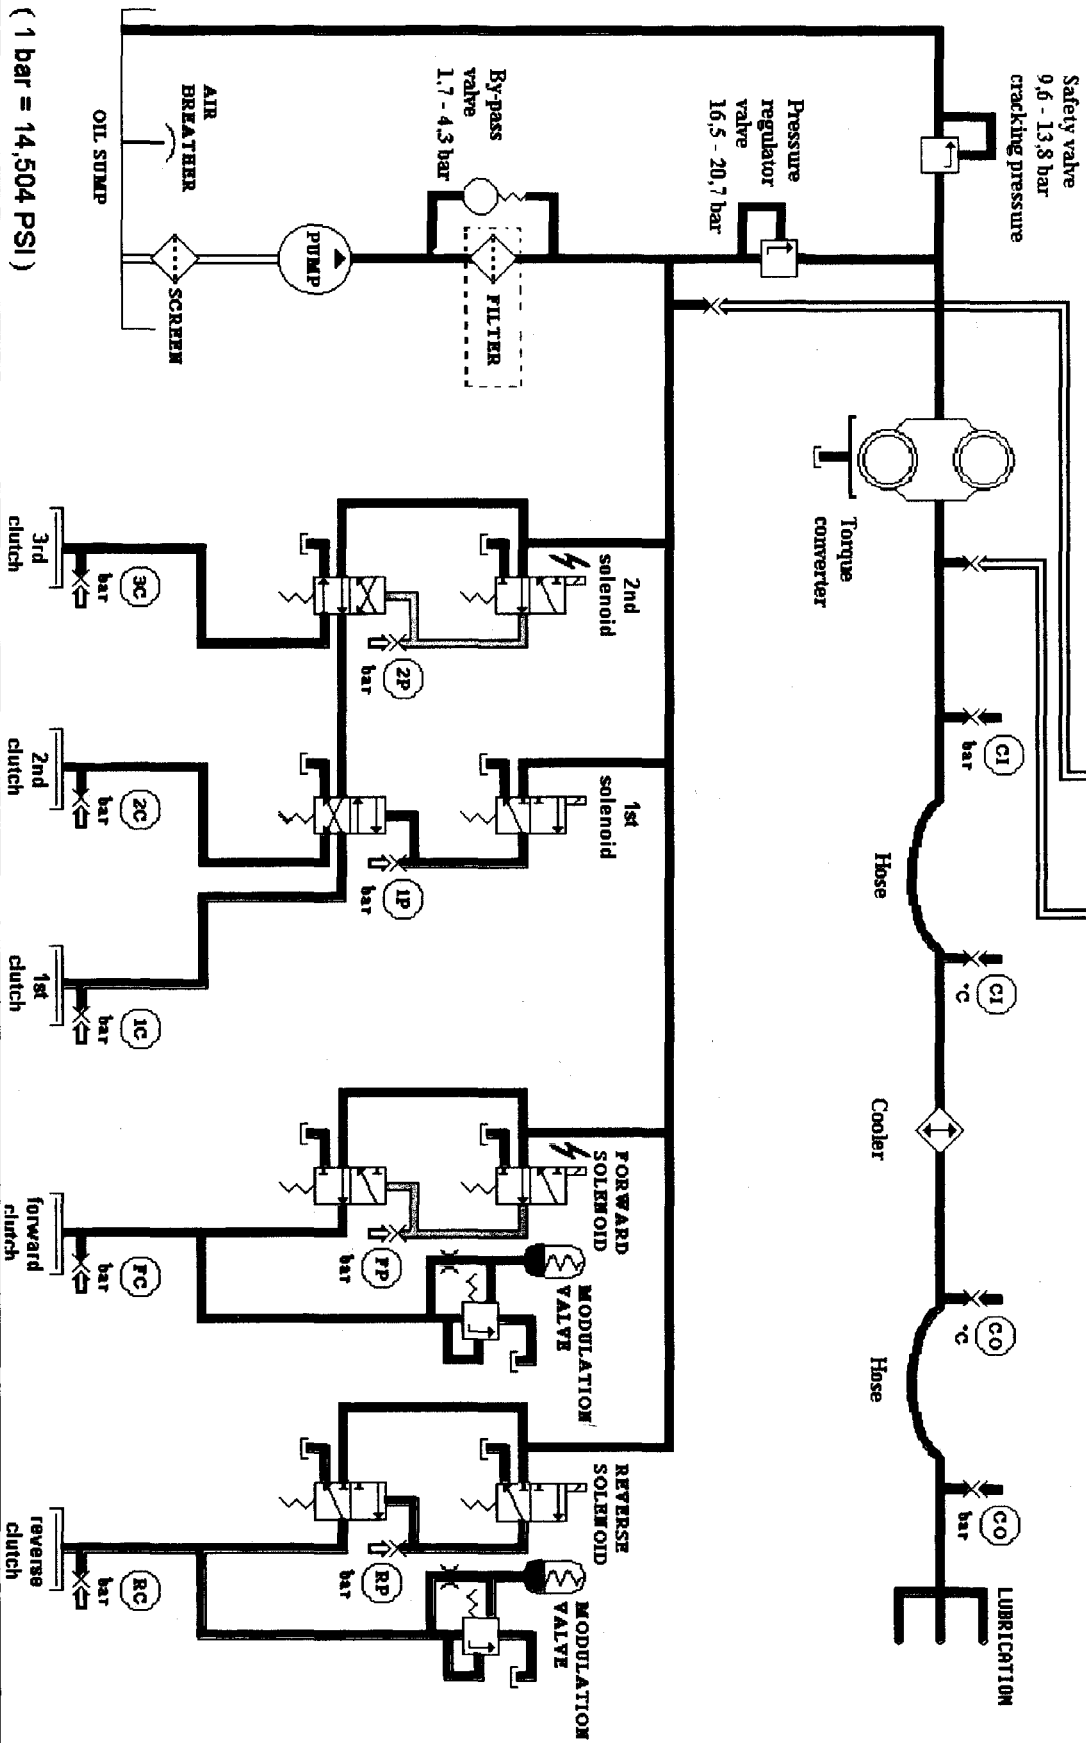 Safety valve
9,6 - 13,8 bar
cracking pressure
Pressure
regulator
valve
16,5 - 20,7 bar
By-pass
valve
1,7 - 4,3 bar
AIR
BREATHER
OIL SUMP
( 1 bar = 14,504 PSI )
SCREEN
PUMP
FILTER
Torque
converter
CI
bar
Hose
CI
°C
Cooler
CO
°C
Hose
CO
bar
LUBRICATION
2nd
solenoid
2P
bar
3C
bar
3rd
clutch
1st
solenoid
1P
bar
2C
bar
2nd
clutch
1C
bar
1st
clutch
FORWARD
SOLENOID
FP
bar
MODULATION
VALVE
FC
bar
forward
clutch
REVERSE
SOLENOID
RP
bar
MODULATION
VALVE
RC
bar
reverse
clutch